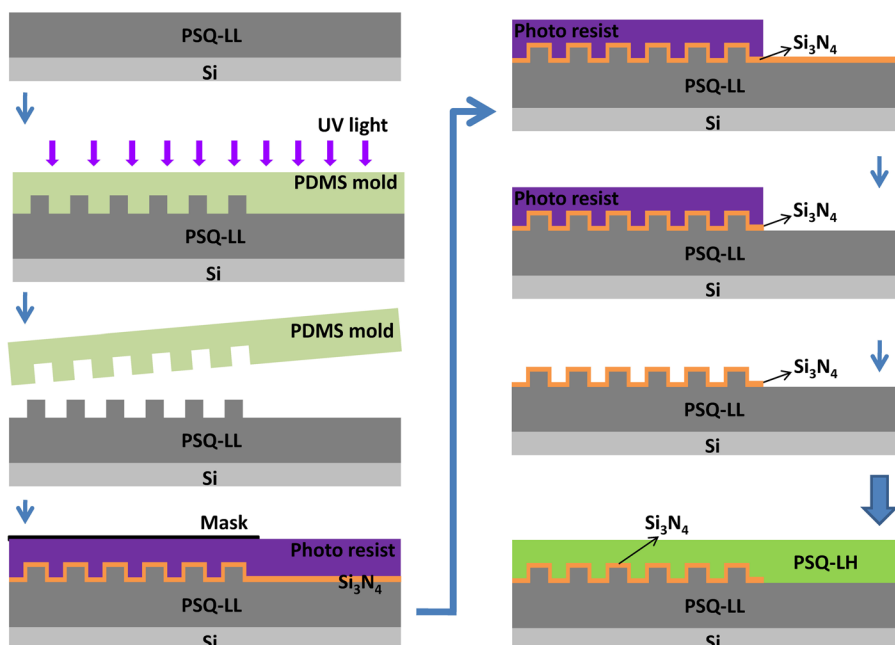 PSQ-LL
Si
UV light
PDMS mold
PSQ-LL
Si
PDMS mold
PSQ-LL
Si
Mask
Photo resist
Si₃N₄
PSQ-LL
Si
Photo resist
Si₃N₄
PSQ-LL
Si
Photo resist
Si₃N₄
PSQ-LL
Si
Si₃N₄
PSQ-LL
Si
Si₃N₄
PSQ-LH
PSQ-LL
Si